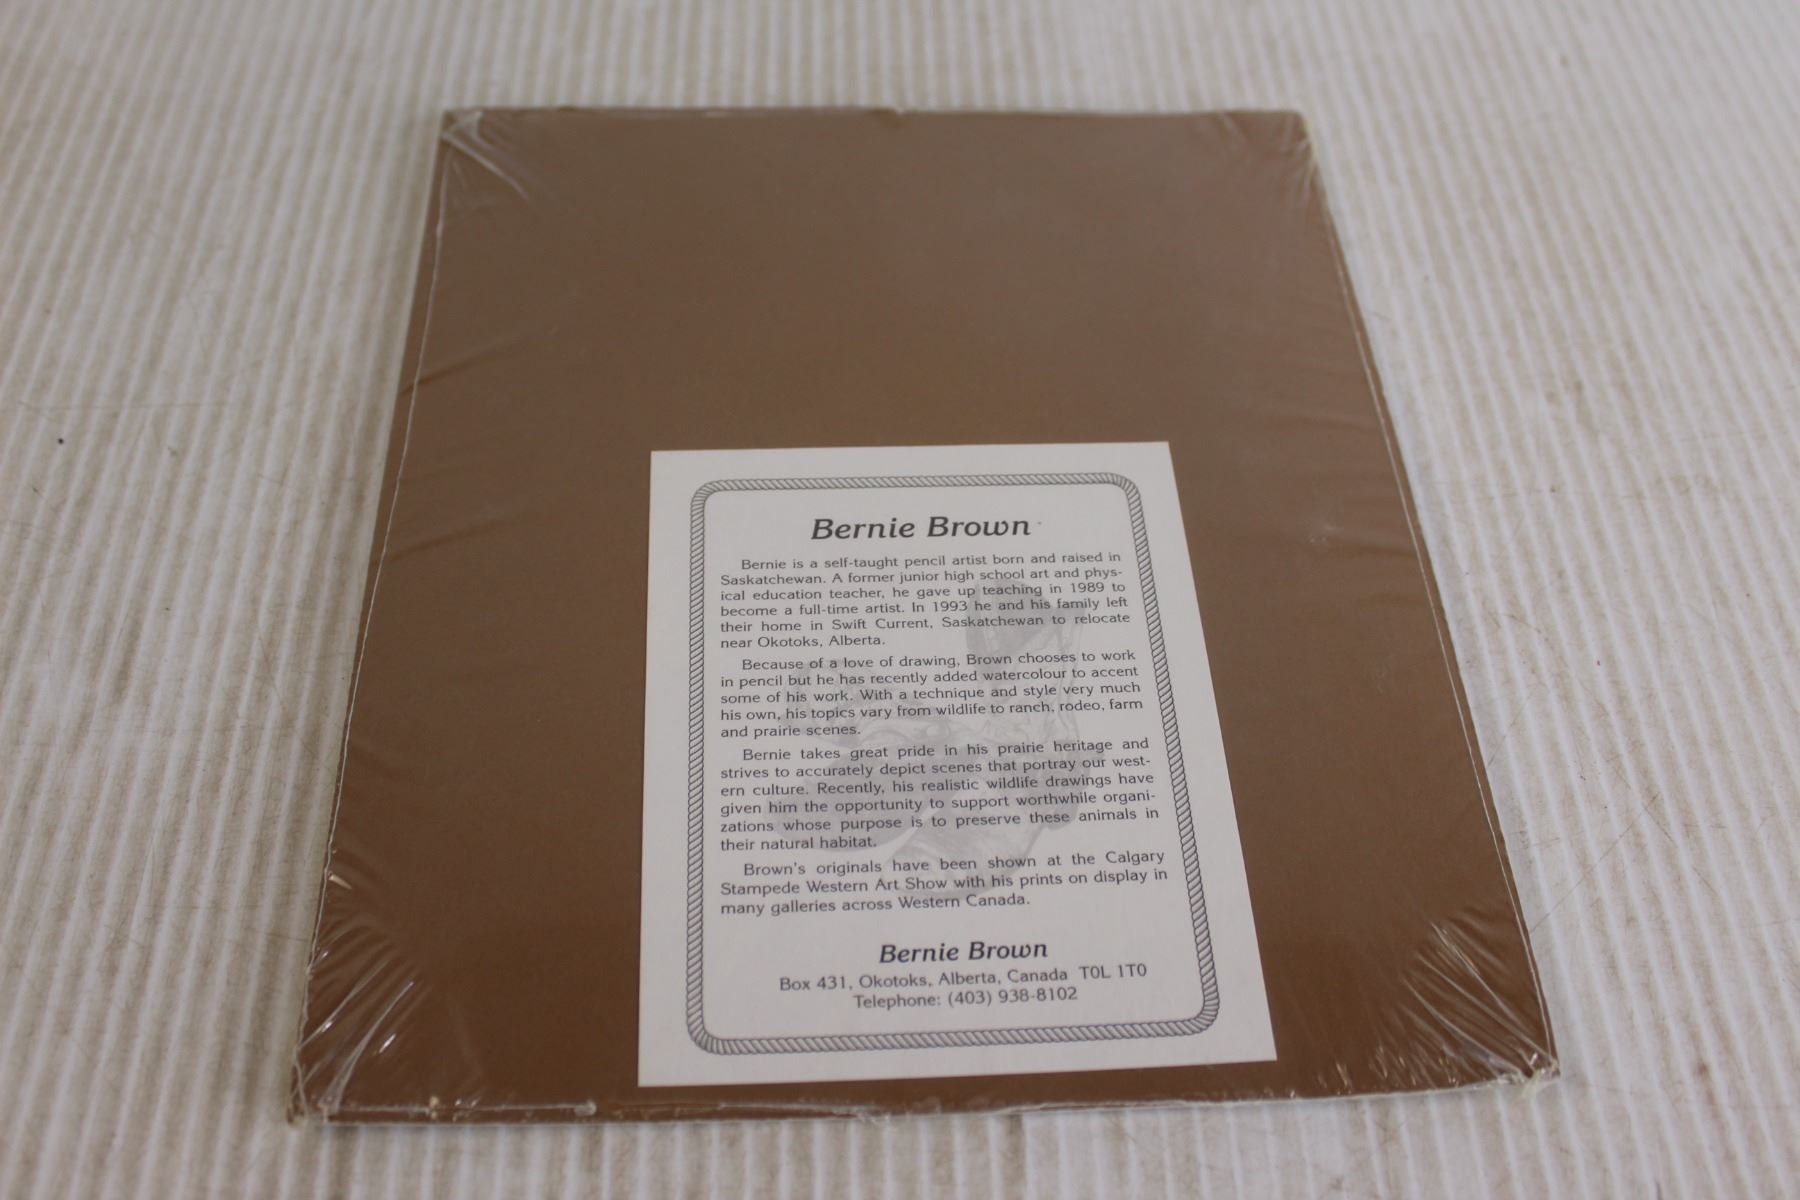 Bernie Brown
Bernie is a self-taught pencil artist born and raised in
Saskatchewan. A former junior high school art and phys-
ical education teacher, he gave up teaching in 1989 to
become a full-time artist. In 1993 he and his family left
their home in Swift Current, Saskatchewan to relocate
near Okotoks, Alberta.
Because of a love of drawing, Brown chooses to work
in pencil but he has recently added watercolour to accent
some of his work. With a technique and style very much
his own, his topics vary from wildlife to ranch, rodeo, farm
and prairie scenes.
Bernie takes great pride in his prairie heritage and
strives to accurately depict scenes that portray our west-
ern culture. Recently, his realistic wildlife drawings have
given him the opportunity to support worthwhile organi-
zations whose purpose is to preserve these animals in
their natural habitat.
Brown's originals have been shown at the Calgary
Stampede Western Art Show with his prints on display in
many galleries across Western Canada.
Bernie Brown
Box 431, Okotoks, Alberta, Canada T0L 1T0
Telephone: (403) 938-8102